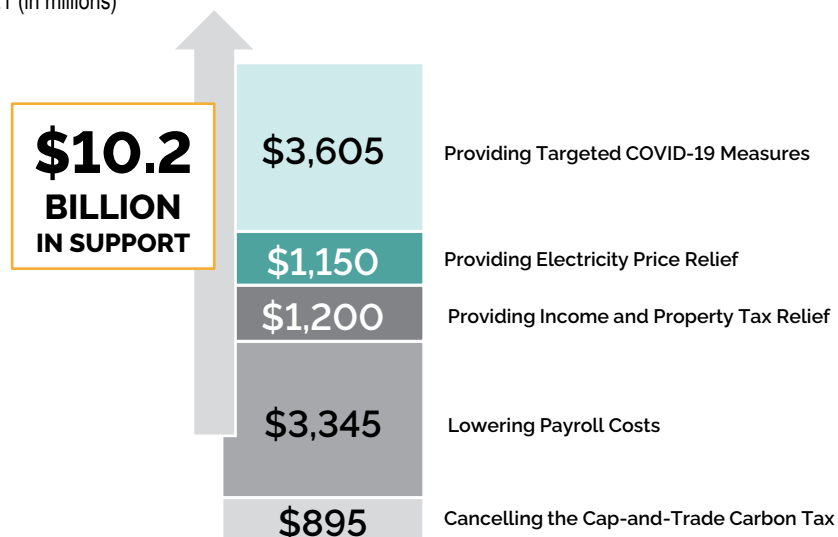 (in millions)
$10.2
BILLION
IN SUPPORT
$3,605 Providing Targeted COVID-19 Measures
$1,150 Providing Electricity Price Relief
$1,200 Providing Income and Property Tax Relief
$3,345 Lowering Payroll Costs
$895 Cancelling the Cap-and-Trade Carbon Tax